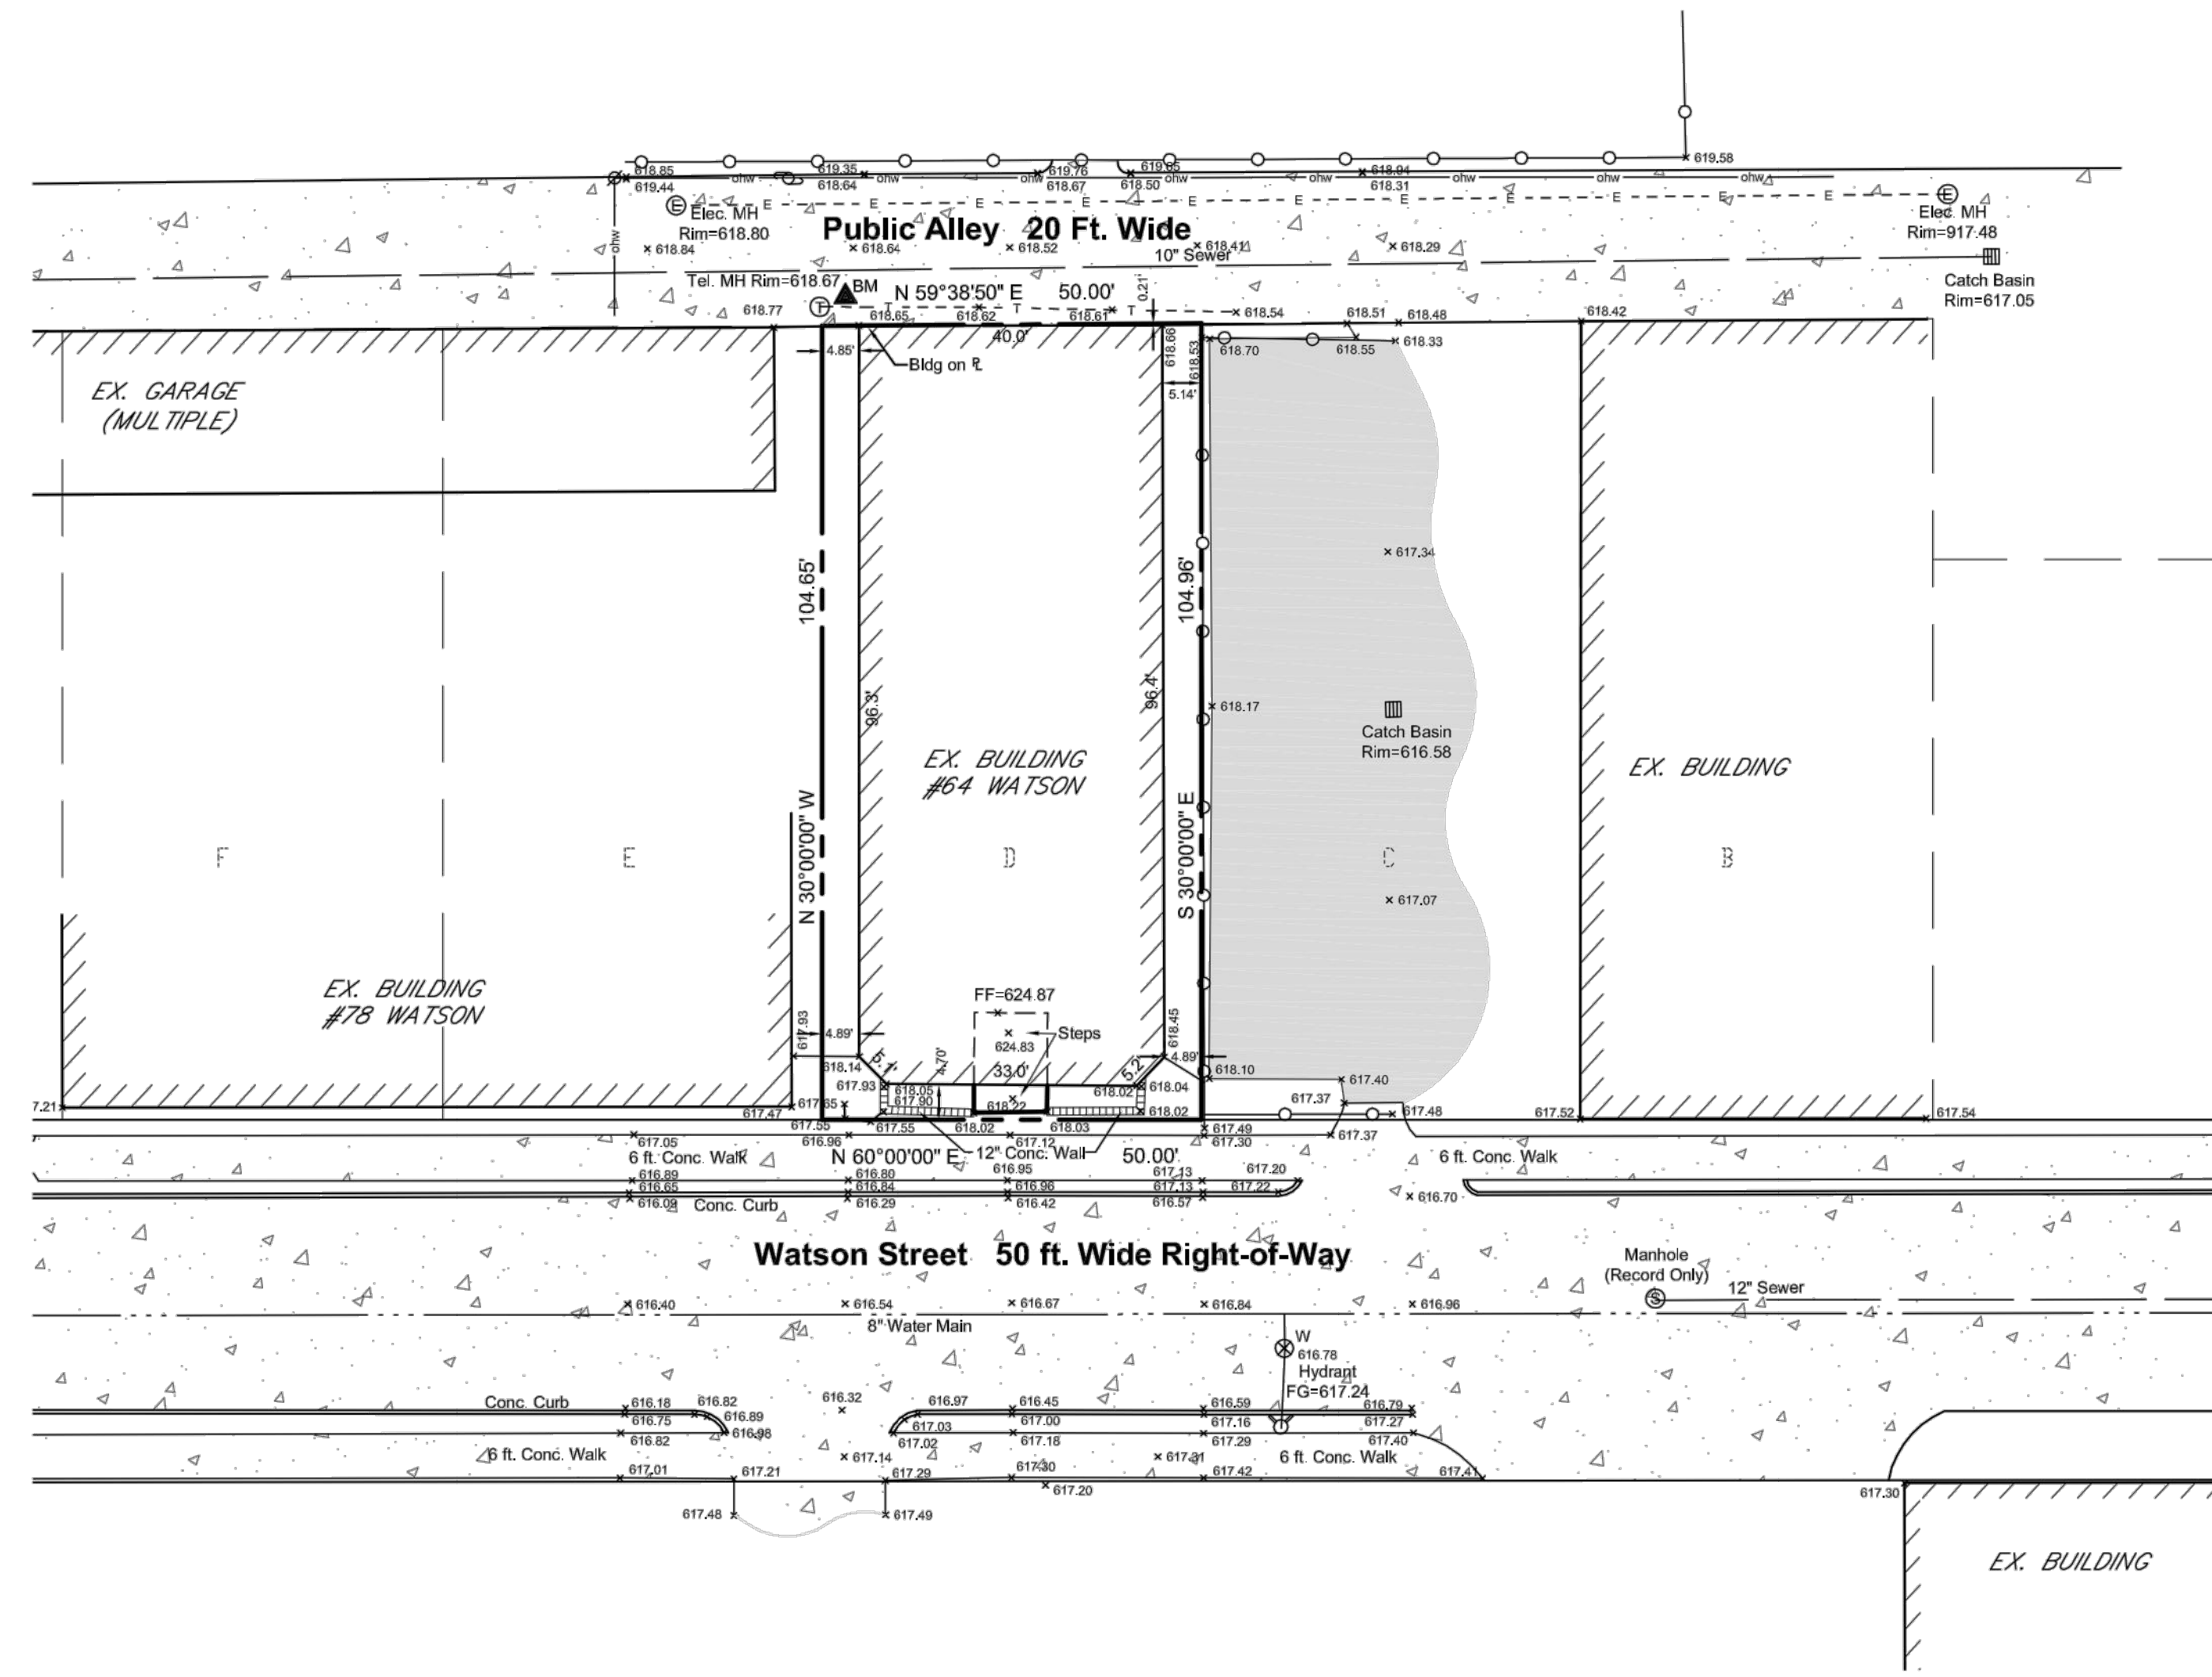 619.58
618.85
619.35
619.76
619.65
618.94
619.44
ohw
618.64
ohw
ohw
618.67
618.50
ohw
ohw
618.31
ohw
ohw
ohw
E
E
E
E
E
E
E
E
E
E
E
E
E
Elec. MH
Rim=618.80
Elec. MH
Rim=917.48
ohw
Public Alley 20 Ft. Wide
618.84
618.64
618.52
618.41
618.29
10" Sewer
Catch Basin
Rim=617.05
Tel. MH Rim=618.67
BM
N 59°38'50" E 50.00'
0.21'
T
T
T
T
618.77
618.65
618.62
618.61
618.54
618.51
618.48
618.42
40.0'
618.66
618.53
618.70
618.55
618.33
4.85'
Bldg on ℄
5.14'
EX. GARAGE
(MULTIPLE)
617.34
104.65'
104.96'
96.3'
96.4'
618.17
Catch Basin
Rim=616.58
EX. BUILDING
#64 WATSON
EX. BUILDING
N 30°00'00" W
S 30°00'00" E
F
E
D
C
B
617.07
EX. BUILDING
#78 WATSON
FF=624.87
617.93
4.89'
Steps
624.83
618.45
4.70'
33.0'
5.1'
5.2'
4.89'
618.14
618.10
617.40
617.93
618.05
618.02
618.04
617.90
618.22
617.37
7.21
617.47
617.65
618.02
617.48
617.52
617.54
617.55
617.55
618.02
618.03
617.49
617.05
616.96
617.12
617.30
617.37
6 ft. Conc. Walk
N 60°00'00" E
12" Conc. Wall
50.00'
6 ft. Conc. Walk
616.89
616.80
616.95
617.13
617.20
616.65
616.84
616.96
617.13
617.22
616.09
Conc. Curb
616.29
616.42
616.57
616.70
Watson Street 50 ft. Wide Right-of-Way
Manhole
(Record Only)
S
12" Sewer
616.40
616.54
616.67
616.84
616.96
8" Water Main
W
616.78
Hydrant
FG=617.24
Conc. Curb
616.18
616.82
616.32
616.97
616.45
616.59
616.79
616.75
616.89
617.03
617.00
617.16
617.27
616.82
616.98
617.02
617.18
617.29
617.40
6 ft. Conc. Walk
617.14
617.31
6 ft. Conc. Walk
617.01
617.21
617.29
617.30
617.42
617.41
617.20
617.30
617.48
617.49
EX. BUILDING